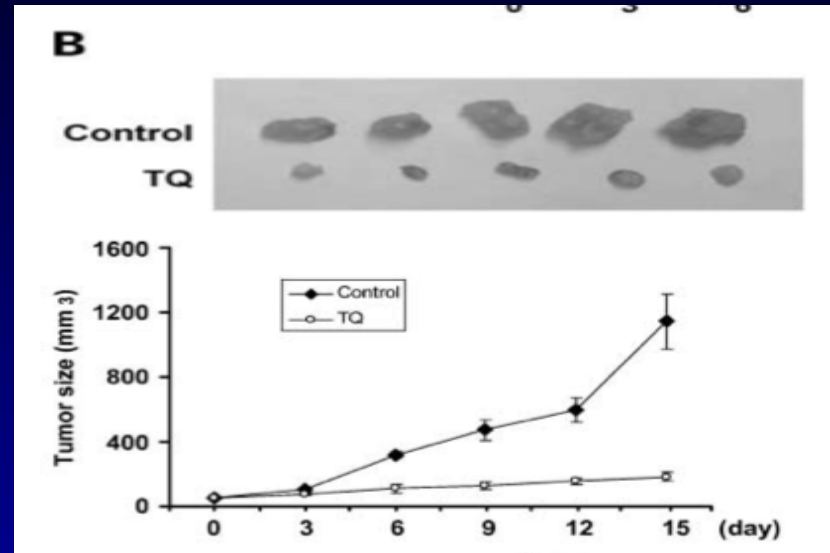 B
Control
TQ
1600
1200
800
400
0
Tumor size (mm 3)
Control
TQ
0 3 6 9 12 15 (day)